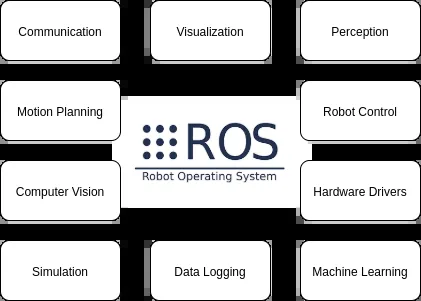 Communication
Visualization
Perception
Motion Planning
Robot Control
ROS
Robot Operating System
Computer Vision
Hardware Drivers
Simulation
Data Logging
Machine Learning